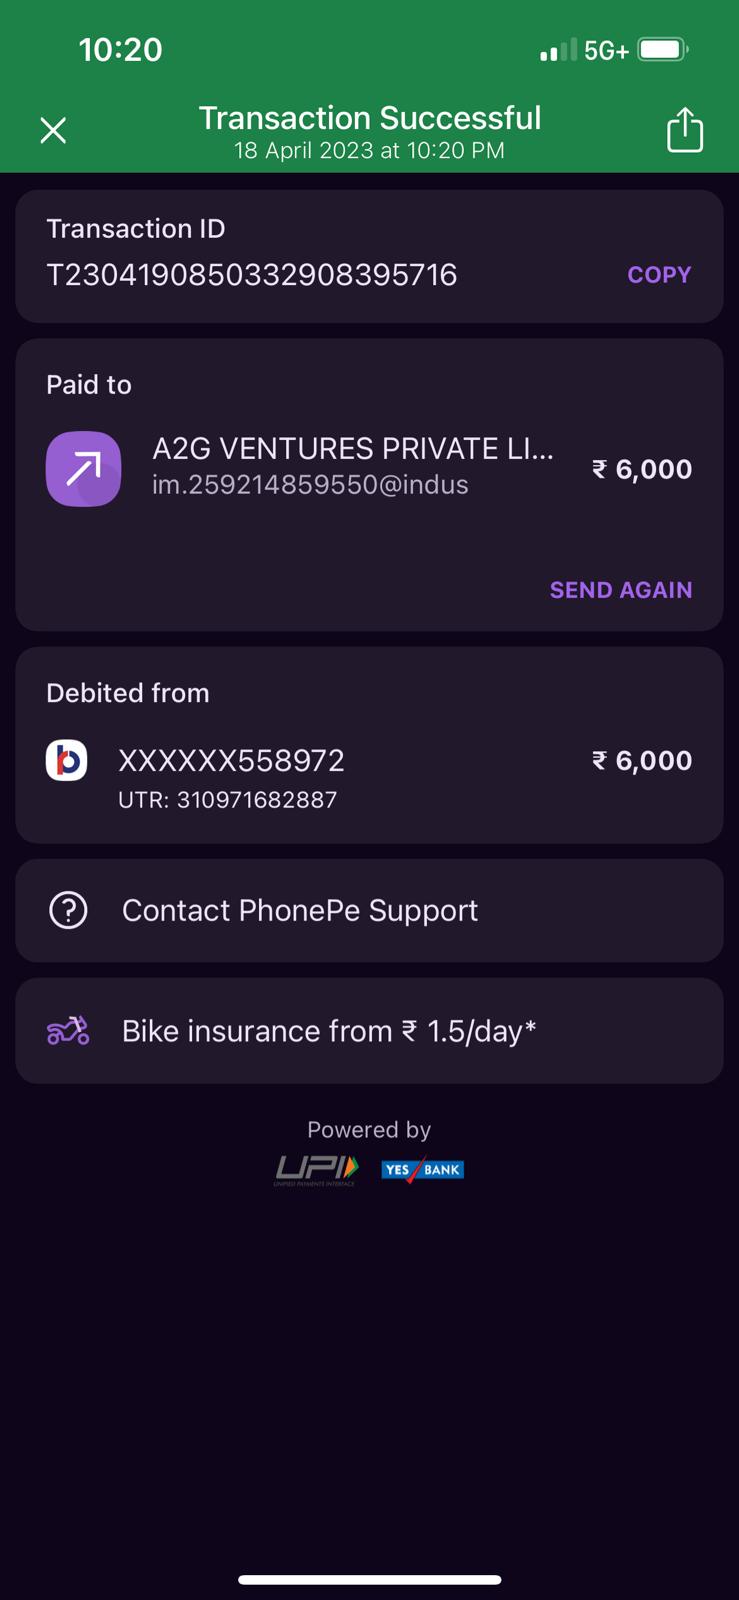 10:20
5G+
Transaction Successful
18 April 2023 at 10:20 PM
Transaction ID
T2304190850332908395716
COPY
Paid to
A2G VENTURES PRIVATE LI...
im.259214859550@indus
₹ 6,000
SEND AGAIN
Debited from
XXXXXX558972
₹ 6,000
UTR: 310971682887
Contact PhonePe Support
Bike insurance from ₹ 1.5/day*
Powered by
UPI
UNIFIED PAYMENTS INTERFACE
YES BANK